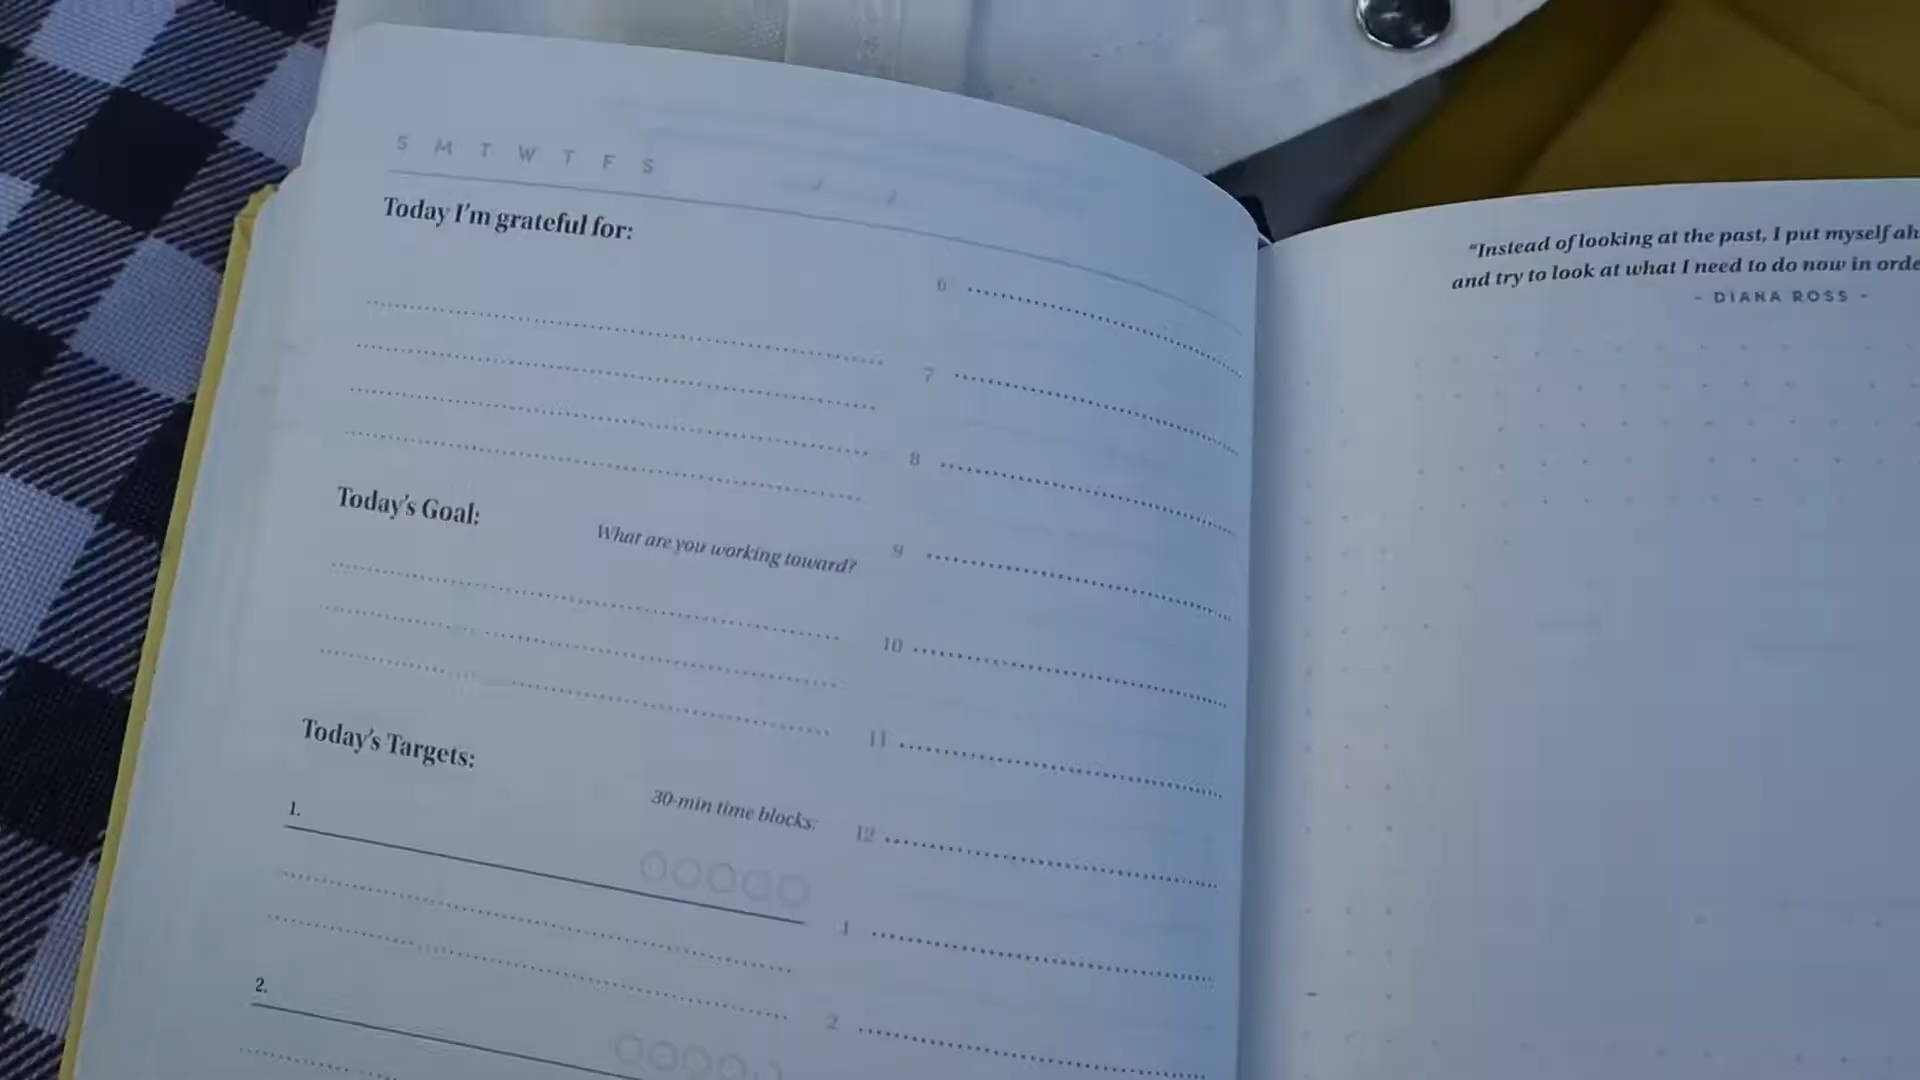 S M T W T F S
/ /
Today I'm grateful for:
6
7
8
Today's Goal:
What are you working toward?
9
10
11
Today's Targets:
30-min time blocks:
1.
12
1
2.
2
"Instead of looking at the past, I put myself ah
and try to look at what I need to do now in orde
- DIANA ROSS -